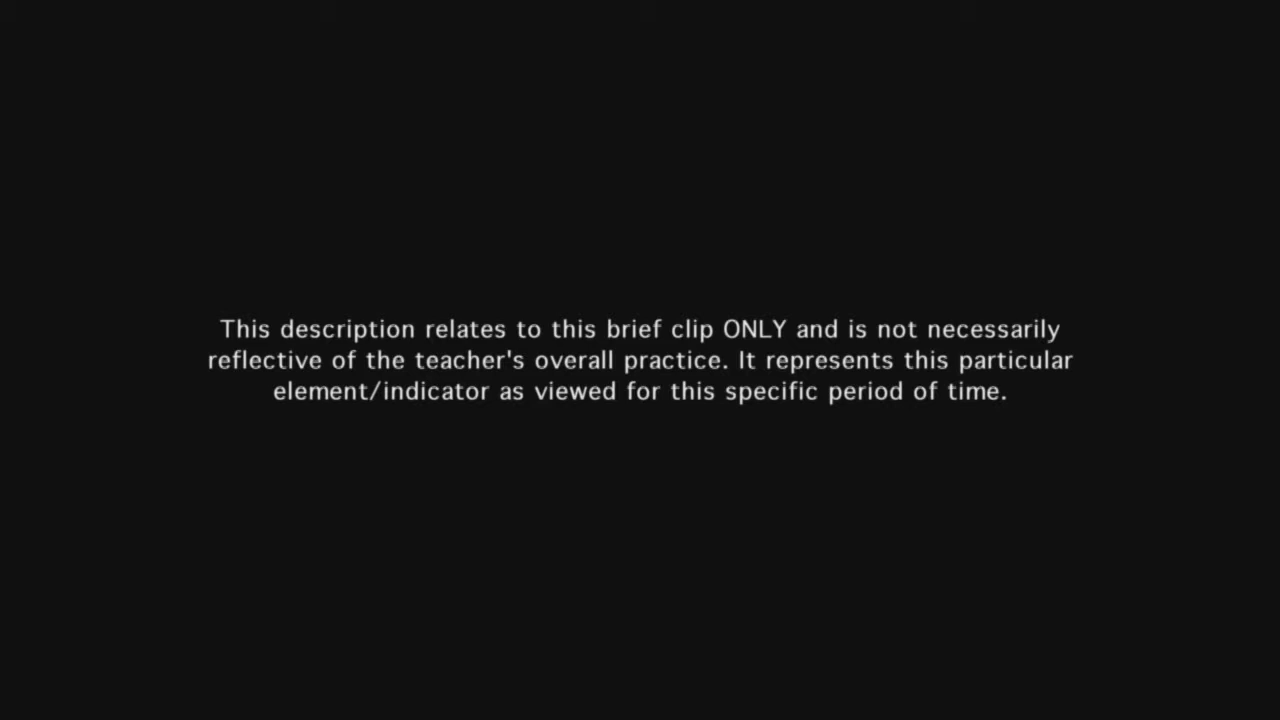 This description relates to this brief clip ONLY and is not necessarily
reflective of the teacher's overall practice. It represents this particular
element/indicator as viewed for this specific period of time.